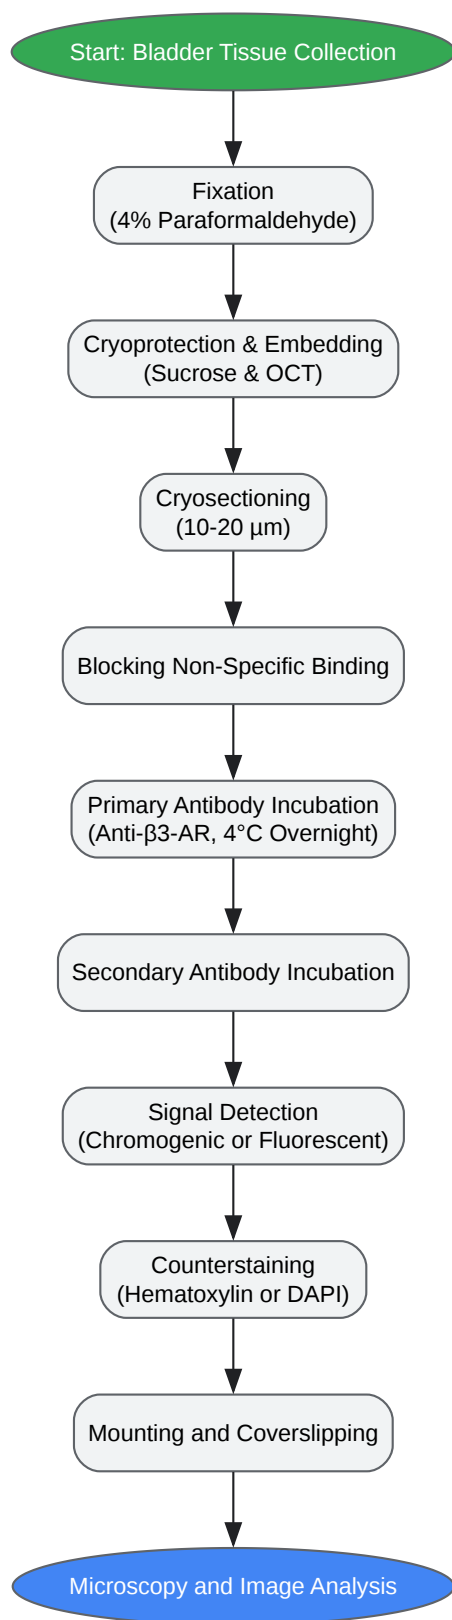 Start: Bladder Tissue Collection
Fixation
(4% Paraformaldehyde)
Cryoprotection & Embedding
(Sucrose & OCT)
Cryosectioning
(10-20 µm)
Blocking Non-Specific Binding
Primary Antibody Incubation
(Anti-β3-AR, 4°C Overnight)
Secondary Antibody Incubation
Signal Detection
(Chromogenic or Fluorescent)
Counterstaining
(Hematoxylin or DAPI)
Mounting and Coverslipping
Microscopy and Image Analysis